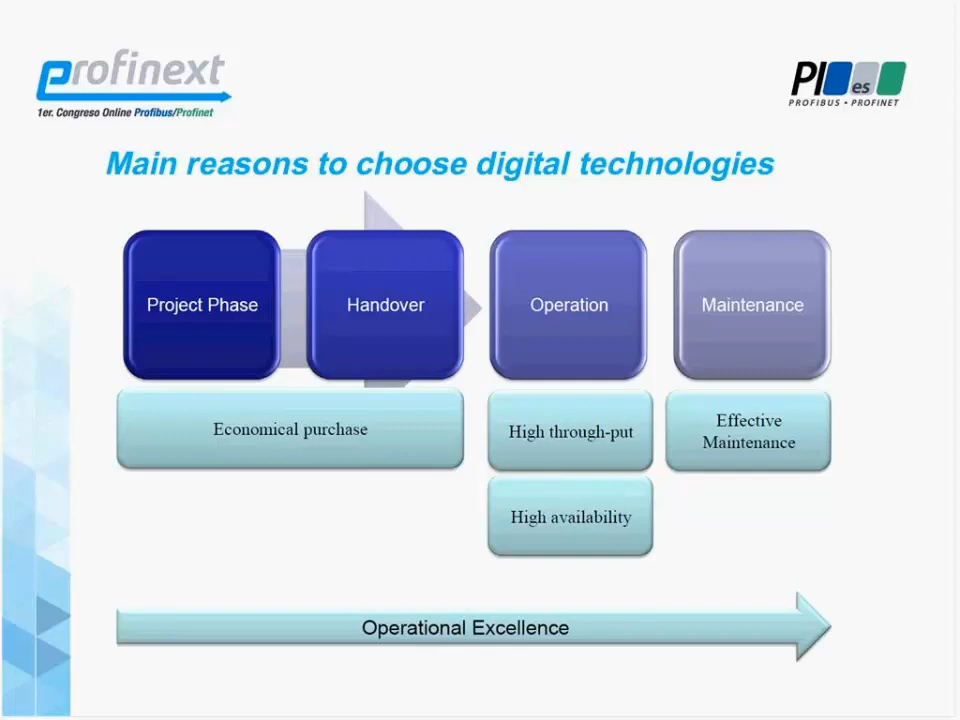 Profinext
1er. Congreso Online Profibus/Profinet
PI es
PROFIBUS • PROFINET
Main reasons to choose digital technologies
Project Phase
Handover
Operation
Maintenance
Economical purchase
High through-put
Effective
Maintenance
High availability
Operational Excellence